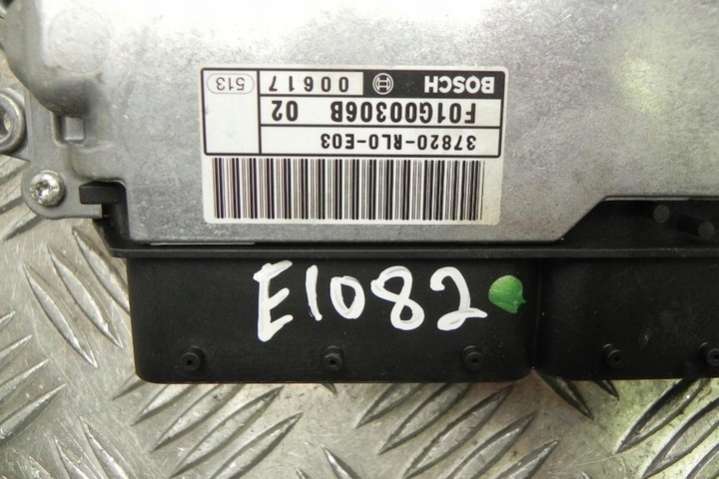 BOSCH 00617 513
F01G00306B 02
37820-RL0-E03
E1082